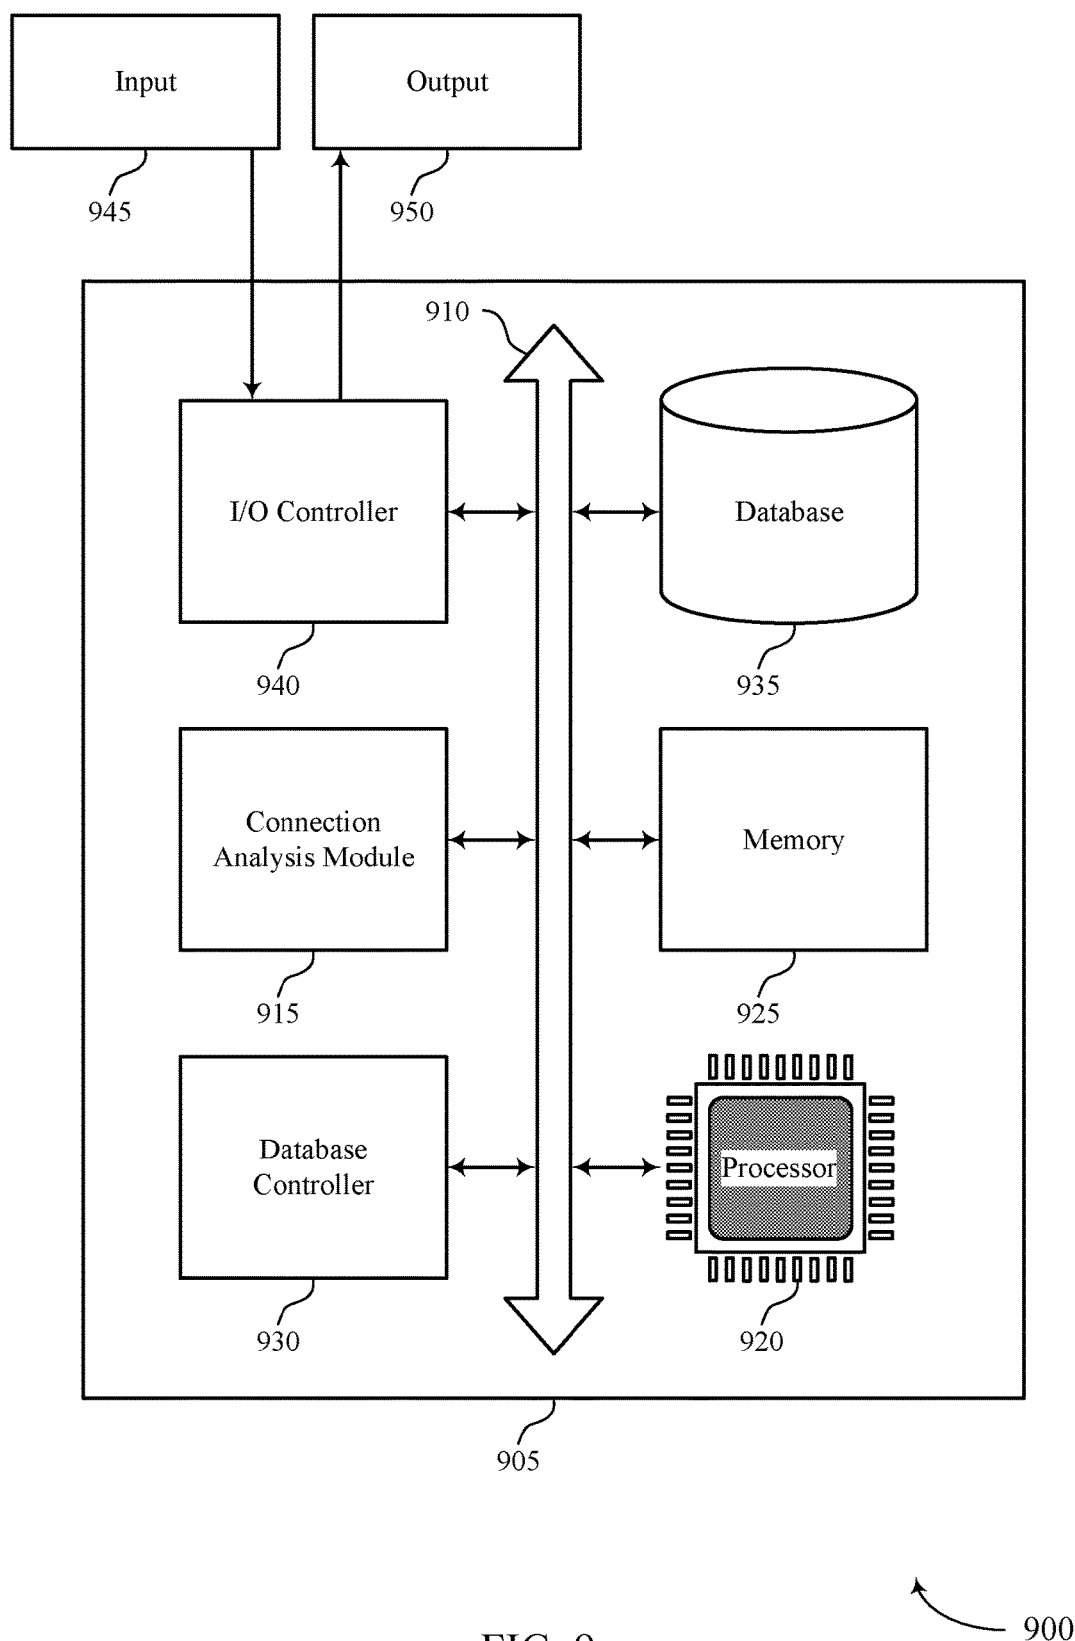 Input
Output
945
950
910
I/O Controller
Database
940
935
Connection
Analysis Module
Memory
915
925
Database
Controller
Processor
930
920
905
900